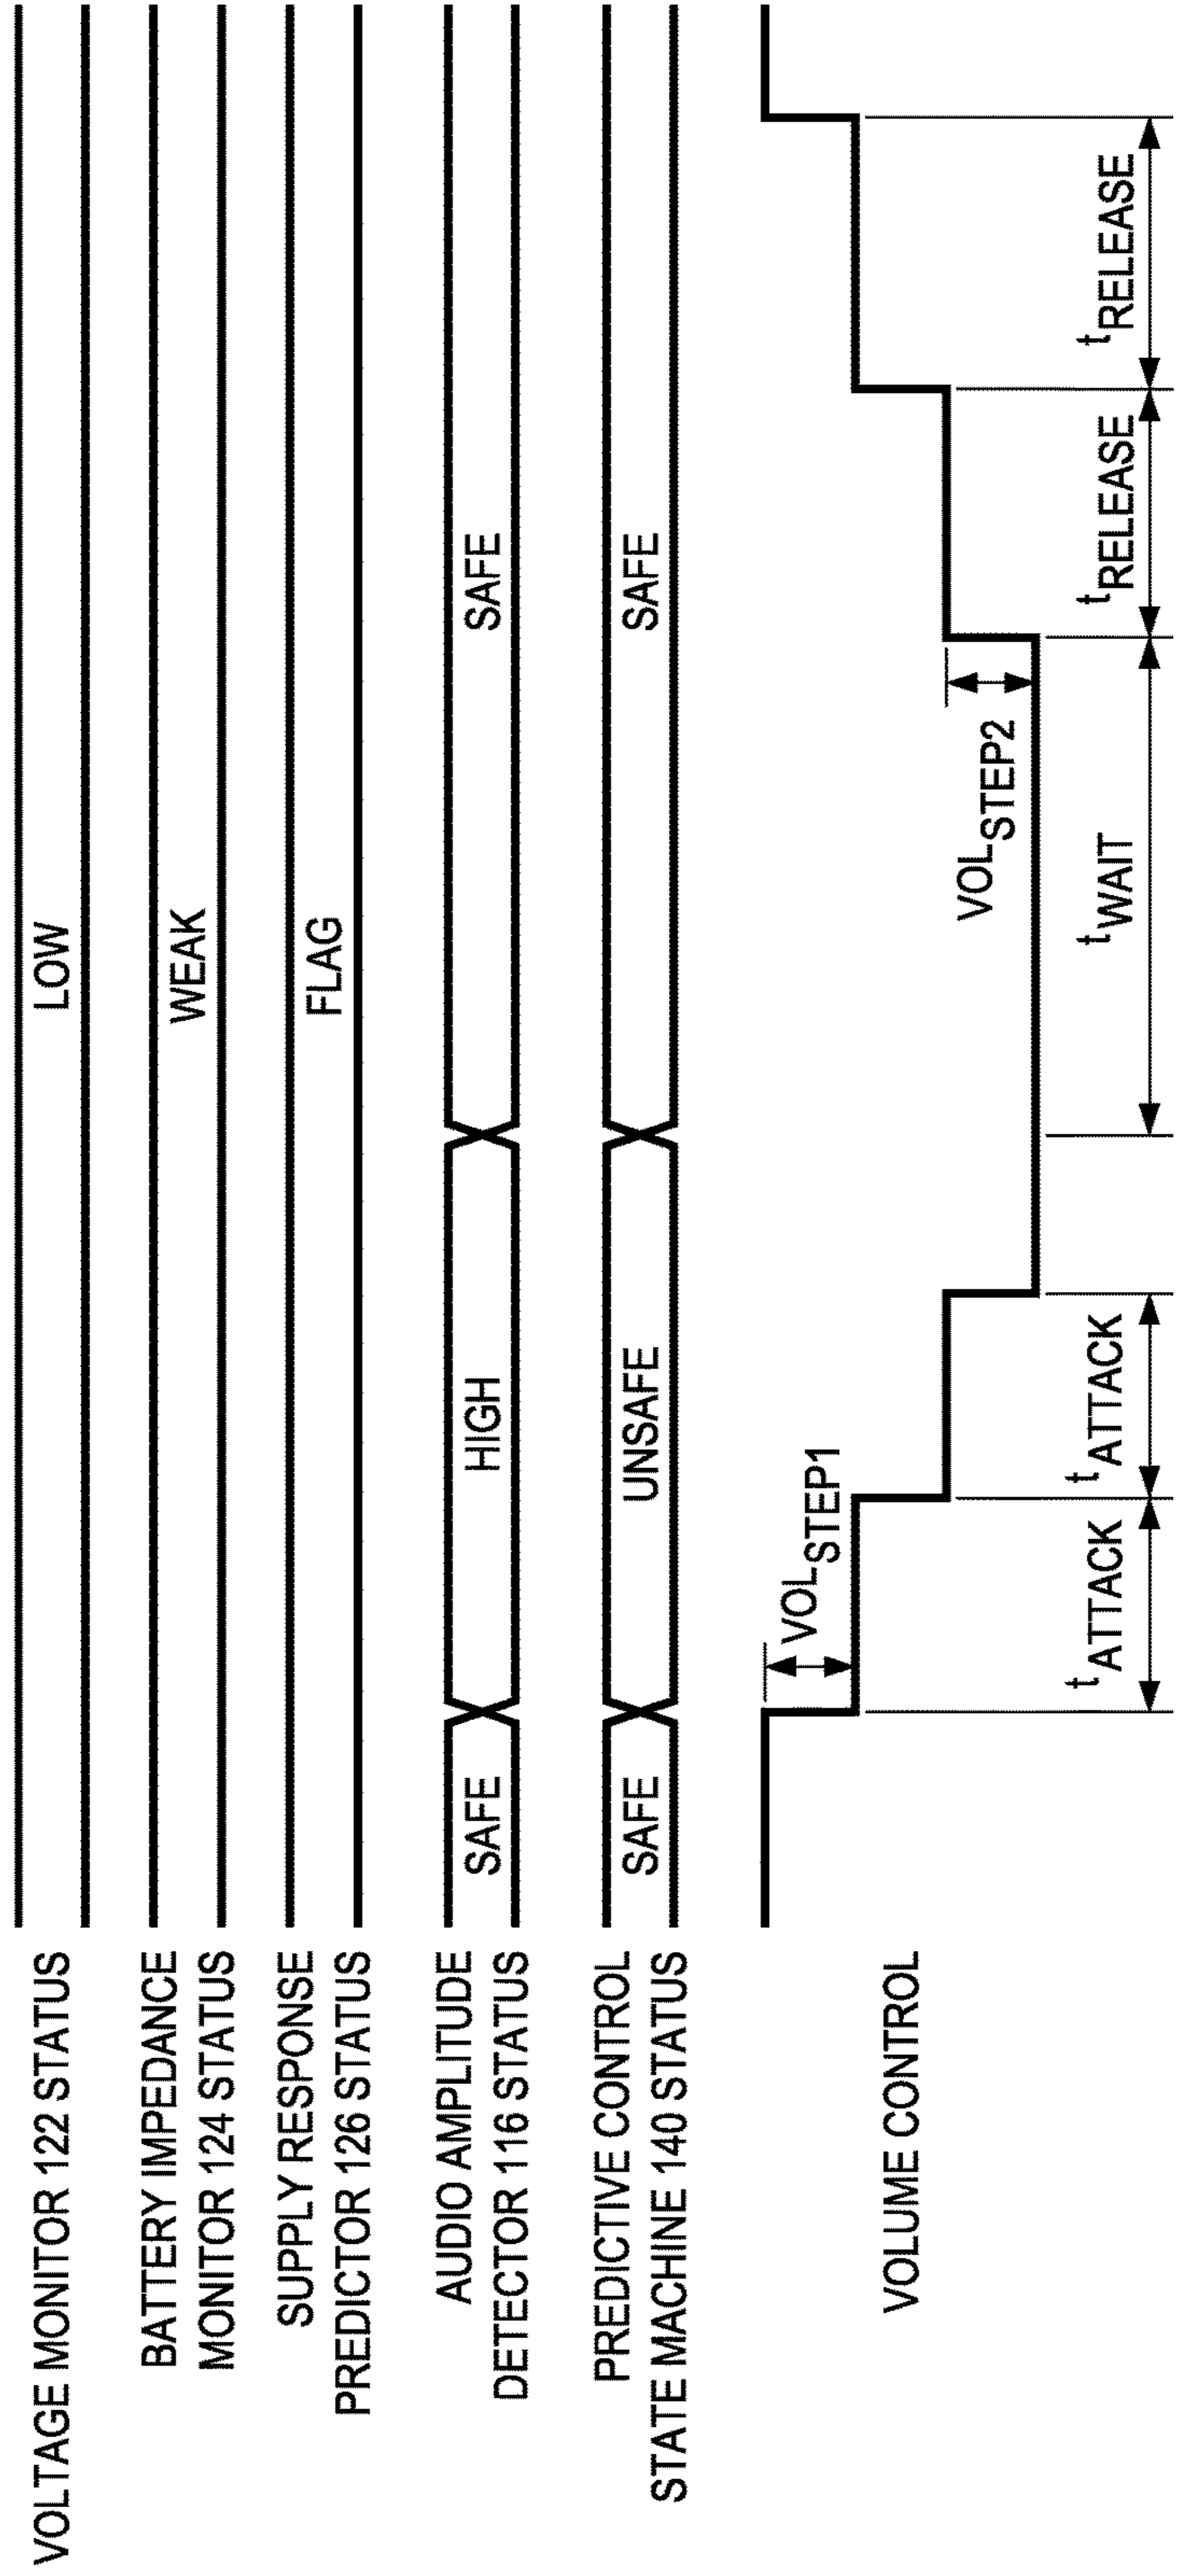 VOLTAGE MONITOR 122 STATUS
LOW
BATTERY IMPEDANCE
MONITOR 124 STATUS
WEAK
SUPPLY RESPONSE
PREDICTOR 126 STATUS
FLAG
AUDIO AMPLITUDE
DETECTOR 116 STATUS
SAFE
HIGH
SAFE
PREDICTIVE CONTROL
STATE MACHINE 140 STATUS
SAFE
UNSAFE
SAFE
VOLUME CONTROL
VOLSTEP1
VOLSTEP2
tATTACK
tATTACK
tWAIT
tRELEASE
tRELEASE